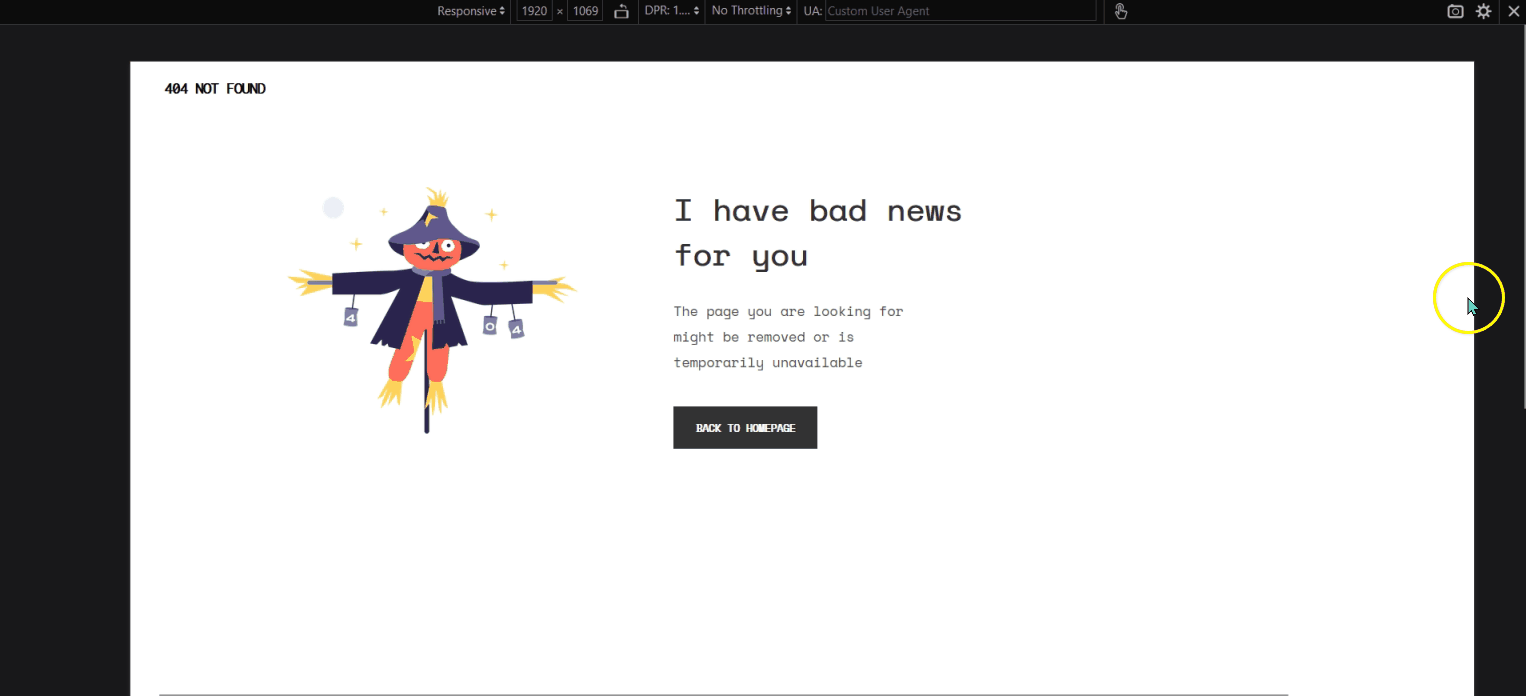 Responsive 1920 × 1069 DPR: 1.... No Throttling UA: Custom User Agent
404 NOT FOUND
I have bad news
for you
The page you are looking for
might be removed or is
temporarily unavailable
4 0 4
BACK TO HOMEPAGE